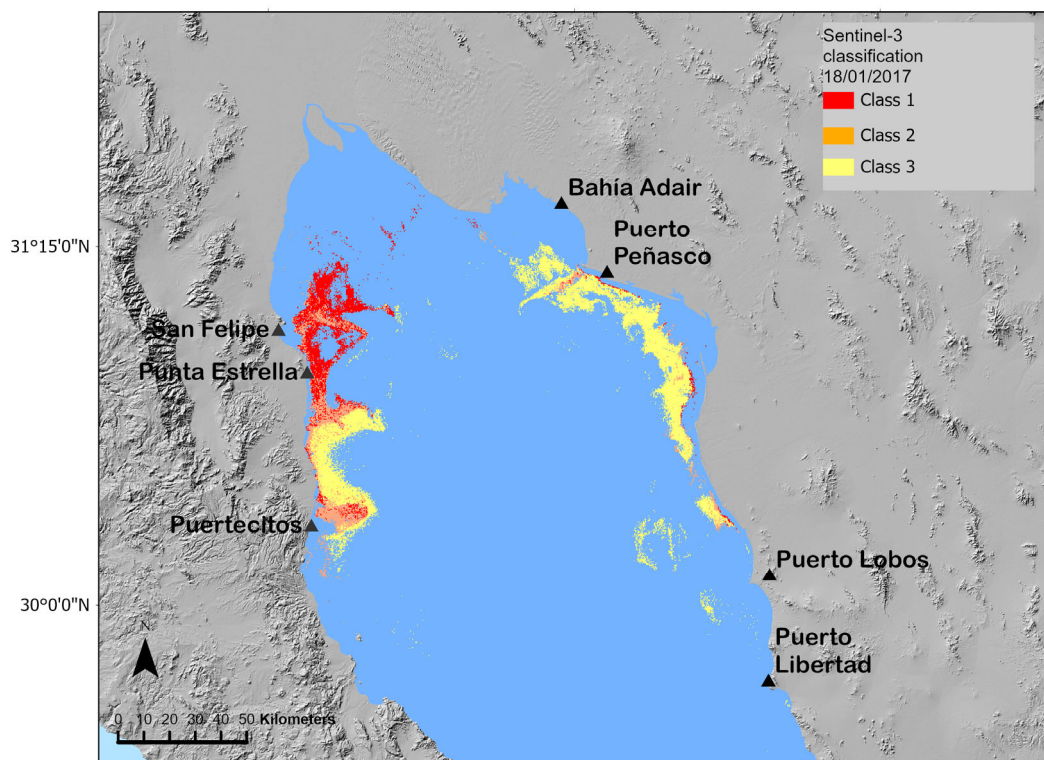 Sentinel-3
classification
18/01/2017
Class 1
Class 2
Class 3
Bahía Adair
Puerto
Peñasco
31°15'0"N
San Felipe
Punta Estrella
Puertecitos
Puerto Lobos
30°0'0"N
N
Puerto
Libertad
0 10 20 30 40 50 Kilometers